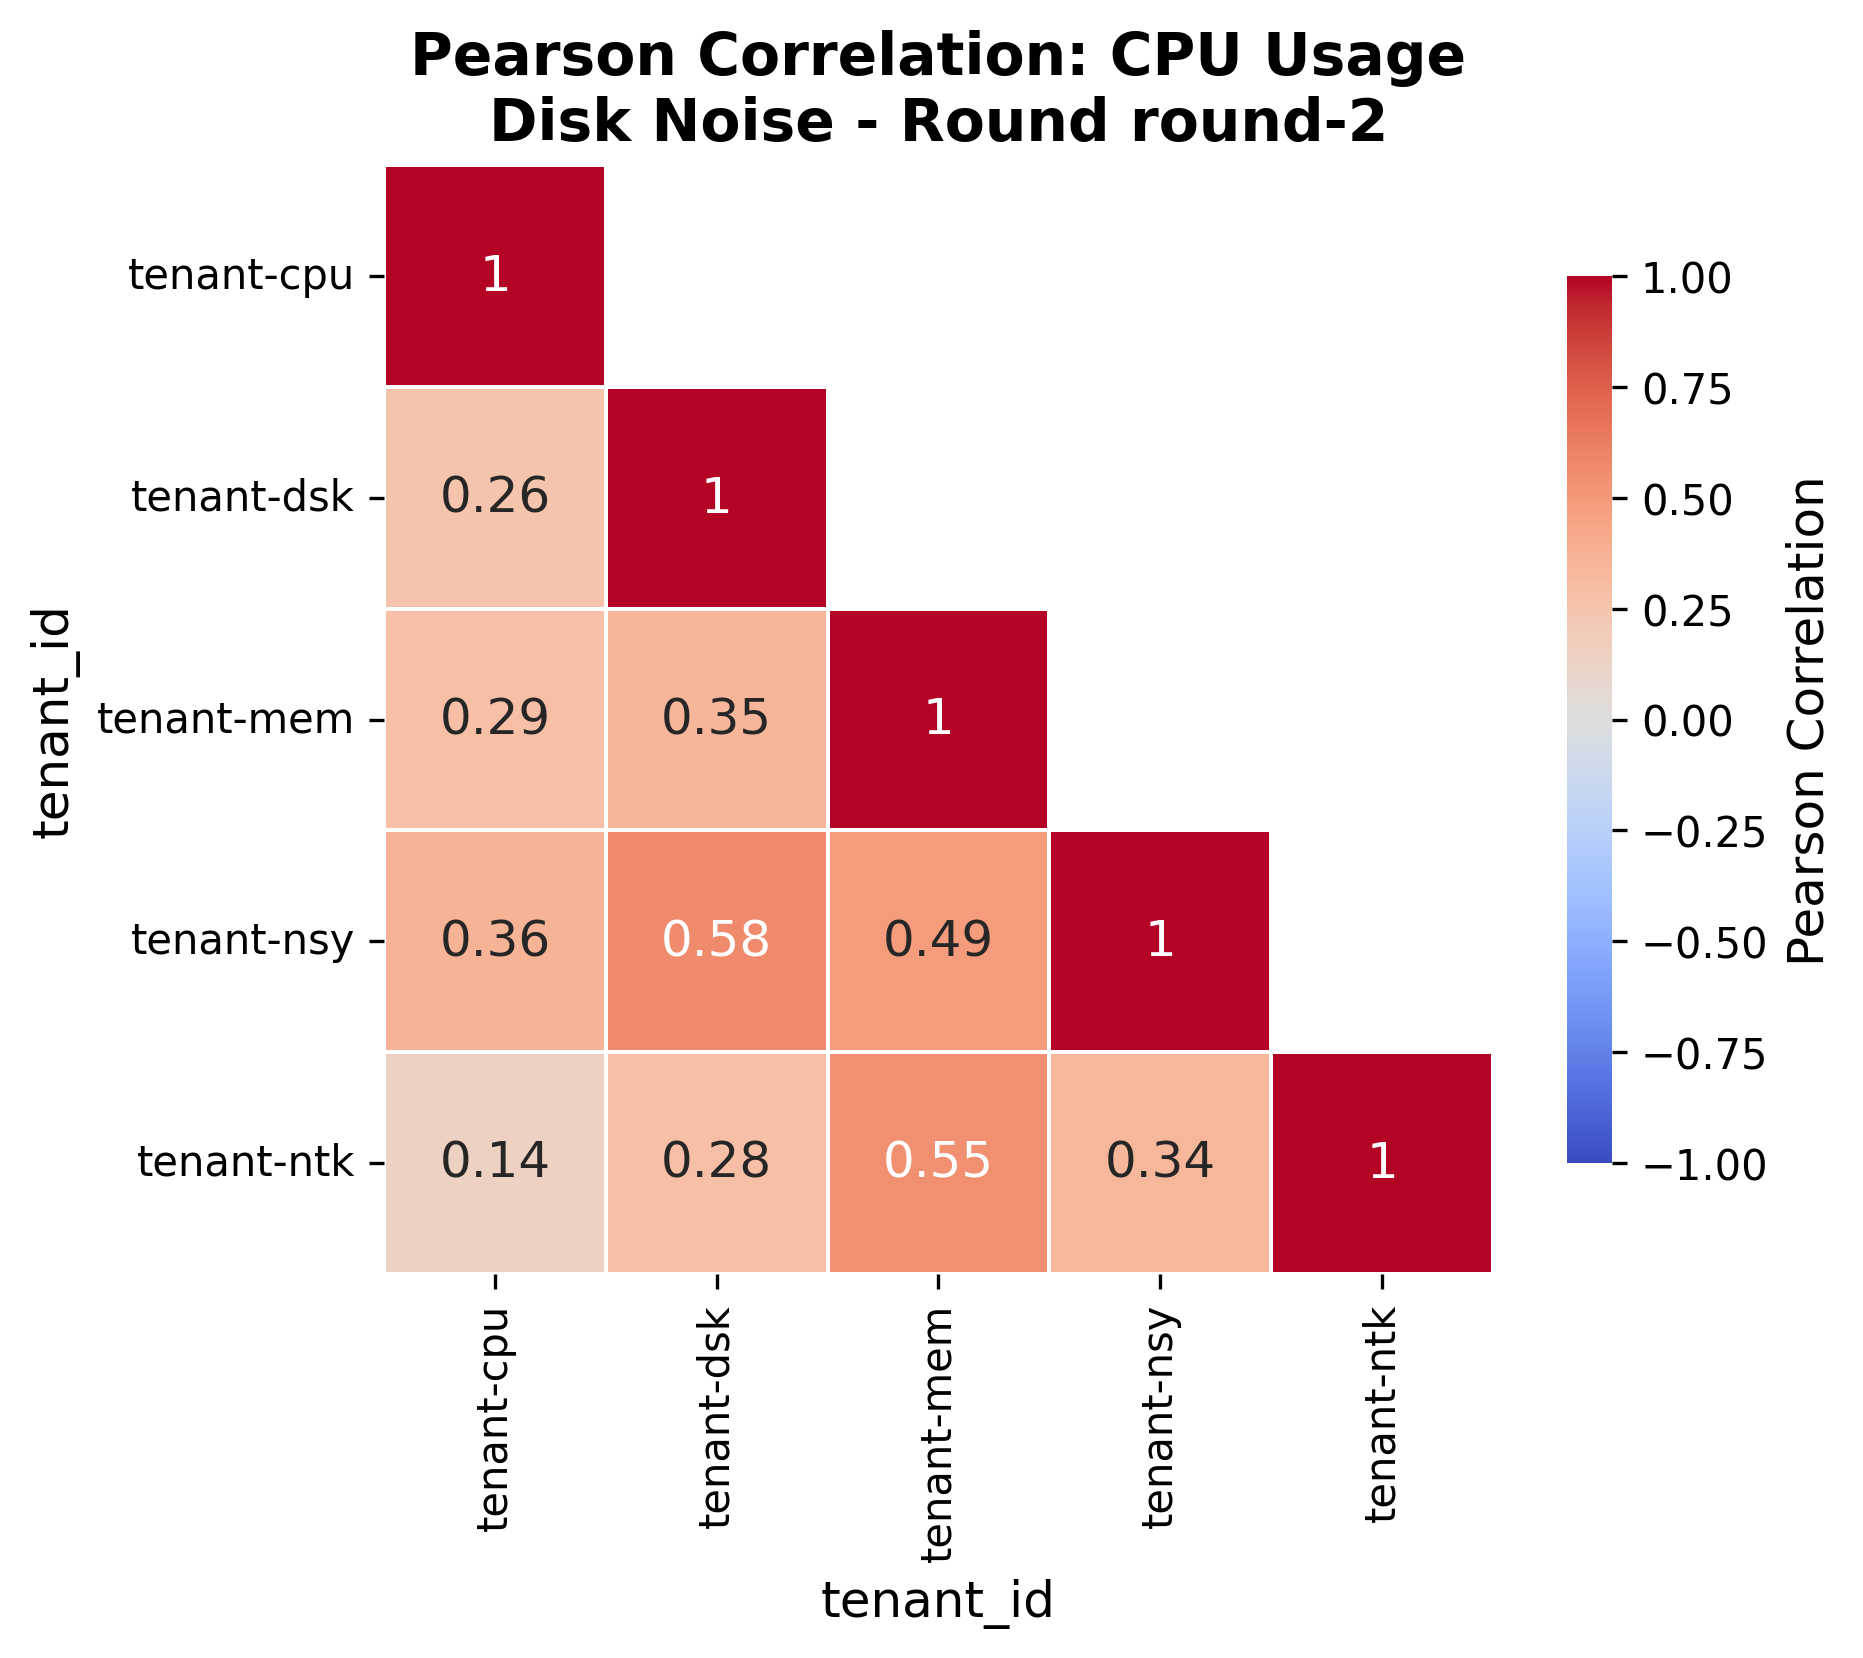 Pearson Correlation: CPU Usage
Disk Noise - Round round-2
tenant_id
tenant-cpu
1
tenant-dsk
0.26 1
tenant-mem
0.29 0.35 1
tenant-nsy
0.36 0.58 0.49 1
tenant-ntk
0.14 0.28 0.55 0.34 1
tenant-cpu
tenant-dsk
tenant-mem
tenant-nsy
tenant-ntk
tenant_id
1.00
0.75
0.50
0.25
0.00
−0.25
−0.50
−0.75
−1.00
Pearson Correlation